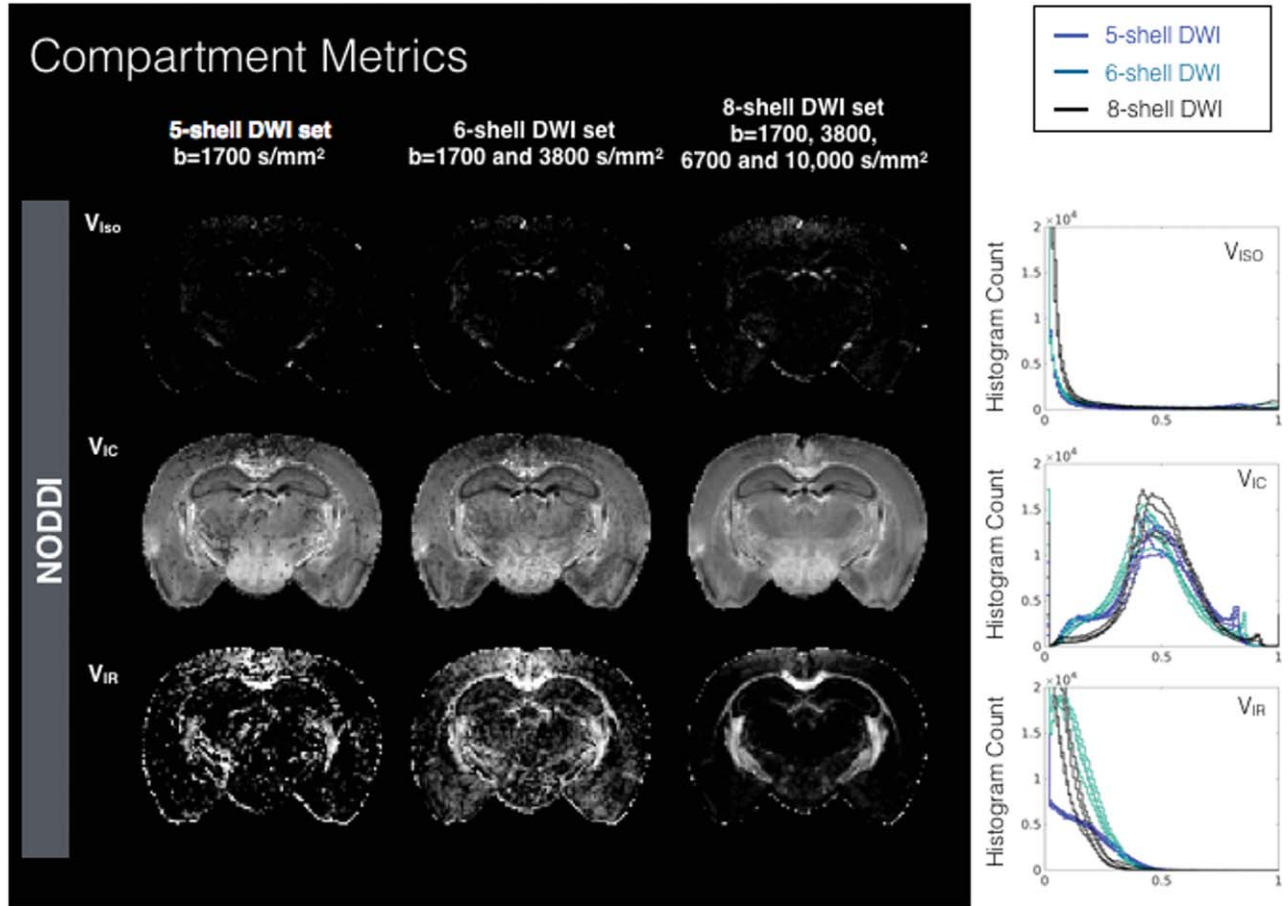 Compartment Metrics
5-shell DWI set
b=1700 s/mm²
6-shell DWI set
b=1700 and 3800 s/mm²
8-shell DWI set
b=1700, 3800,
6700 and 10,000 s/mm²
NODDI
VIso
VIC
VIR
5-shell DWI
6-shell DWI
8-shell DWI
×10⁴
VISO
Histogram Count
2
1.5
1
0.5
0
0 0.5 1
×10⁴
VIC
Histogram Count
2
1.5
1
0.5
0
0 0.5 1
×10⁴
VIR
Histogram Count
2
1.5
1
0.5
0
0 0.5 1